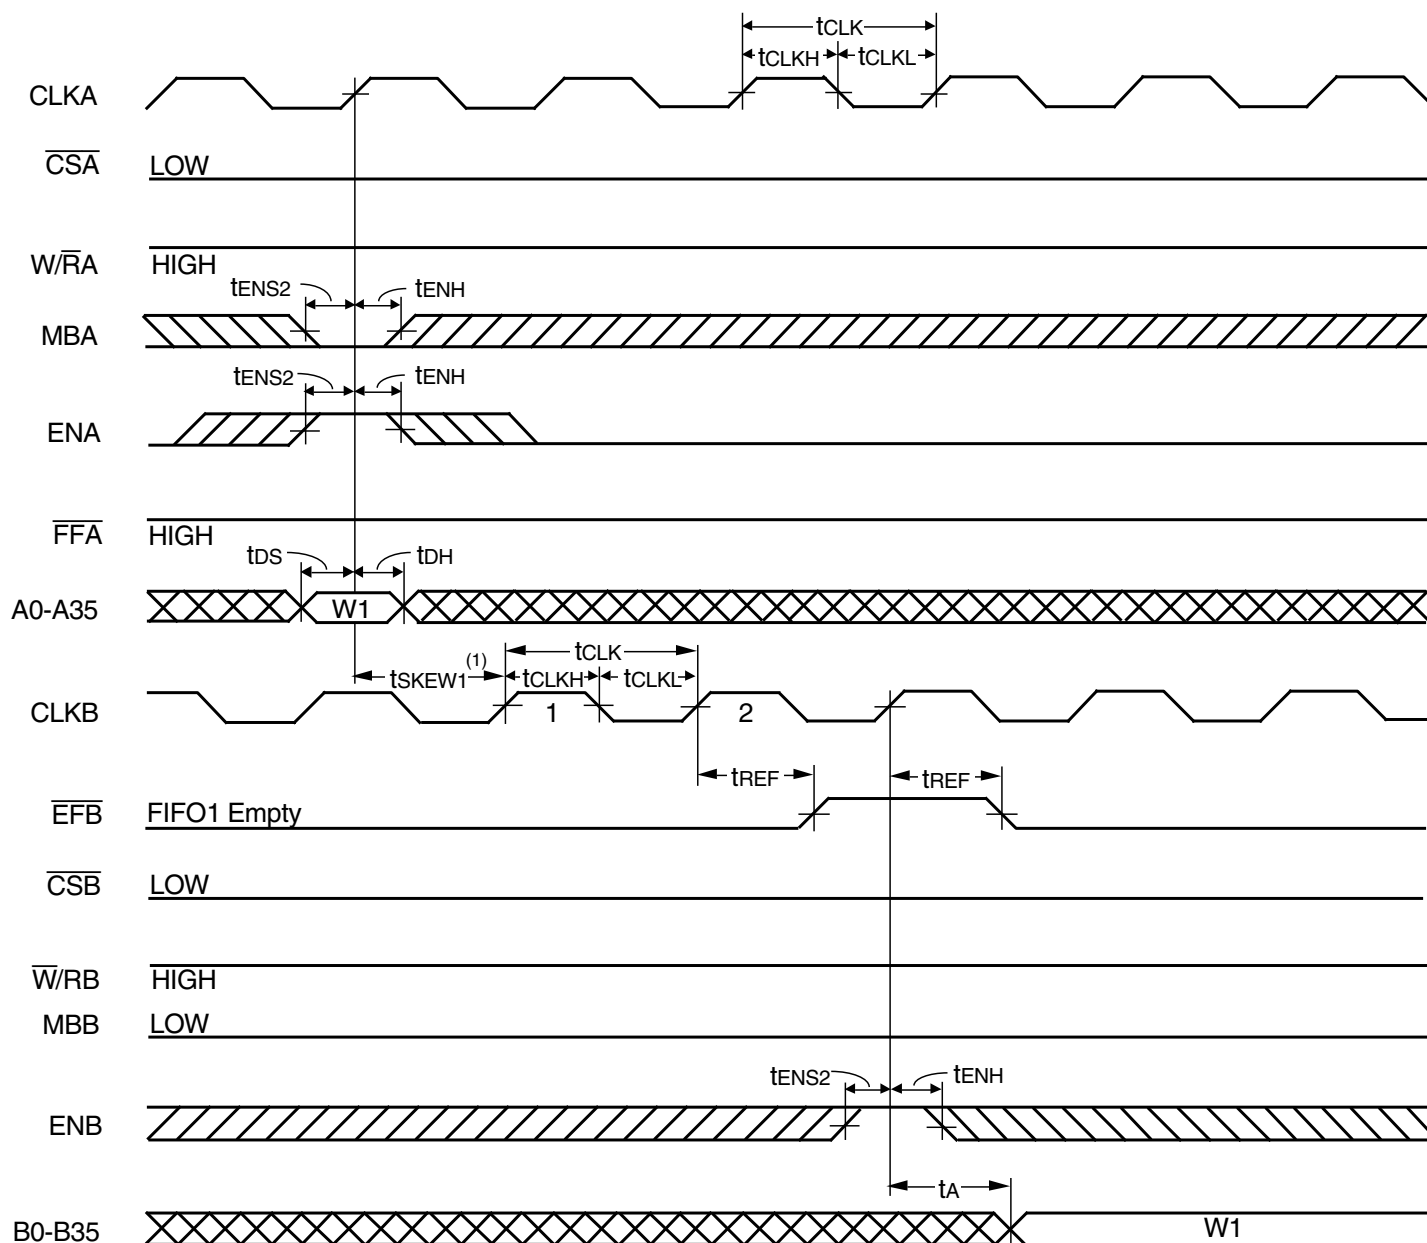 tCLK
tCLKH tCLKL
CLKA
CSA LOW
W/RA HIGH
tENS2 tENH
MBA
tENS2 tENH
ENA
FFA HIGH
tDS tDH
A0-A35 W1
tSKEW1(1) tCLK
tCLKH tCLKL
CLKB 1 2
tREF tREF
EFB FIFO1 Empty
CSB LOW
W/RB HIGH
MBB LOW
tENS2 tENH
ENB
tA
B0-B35 W1